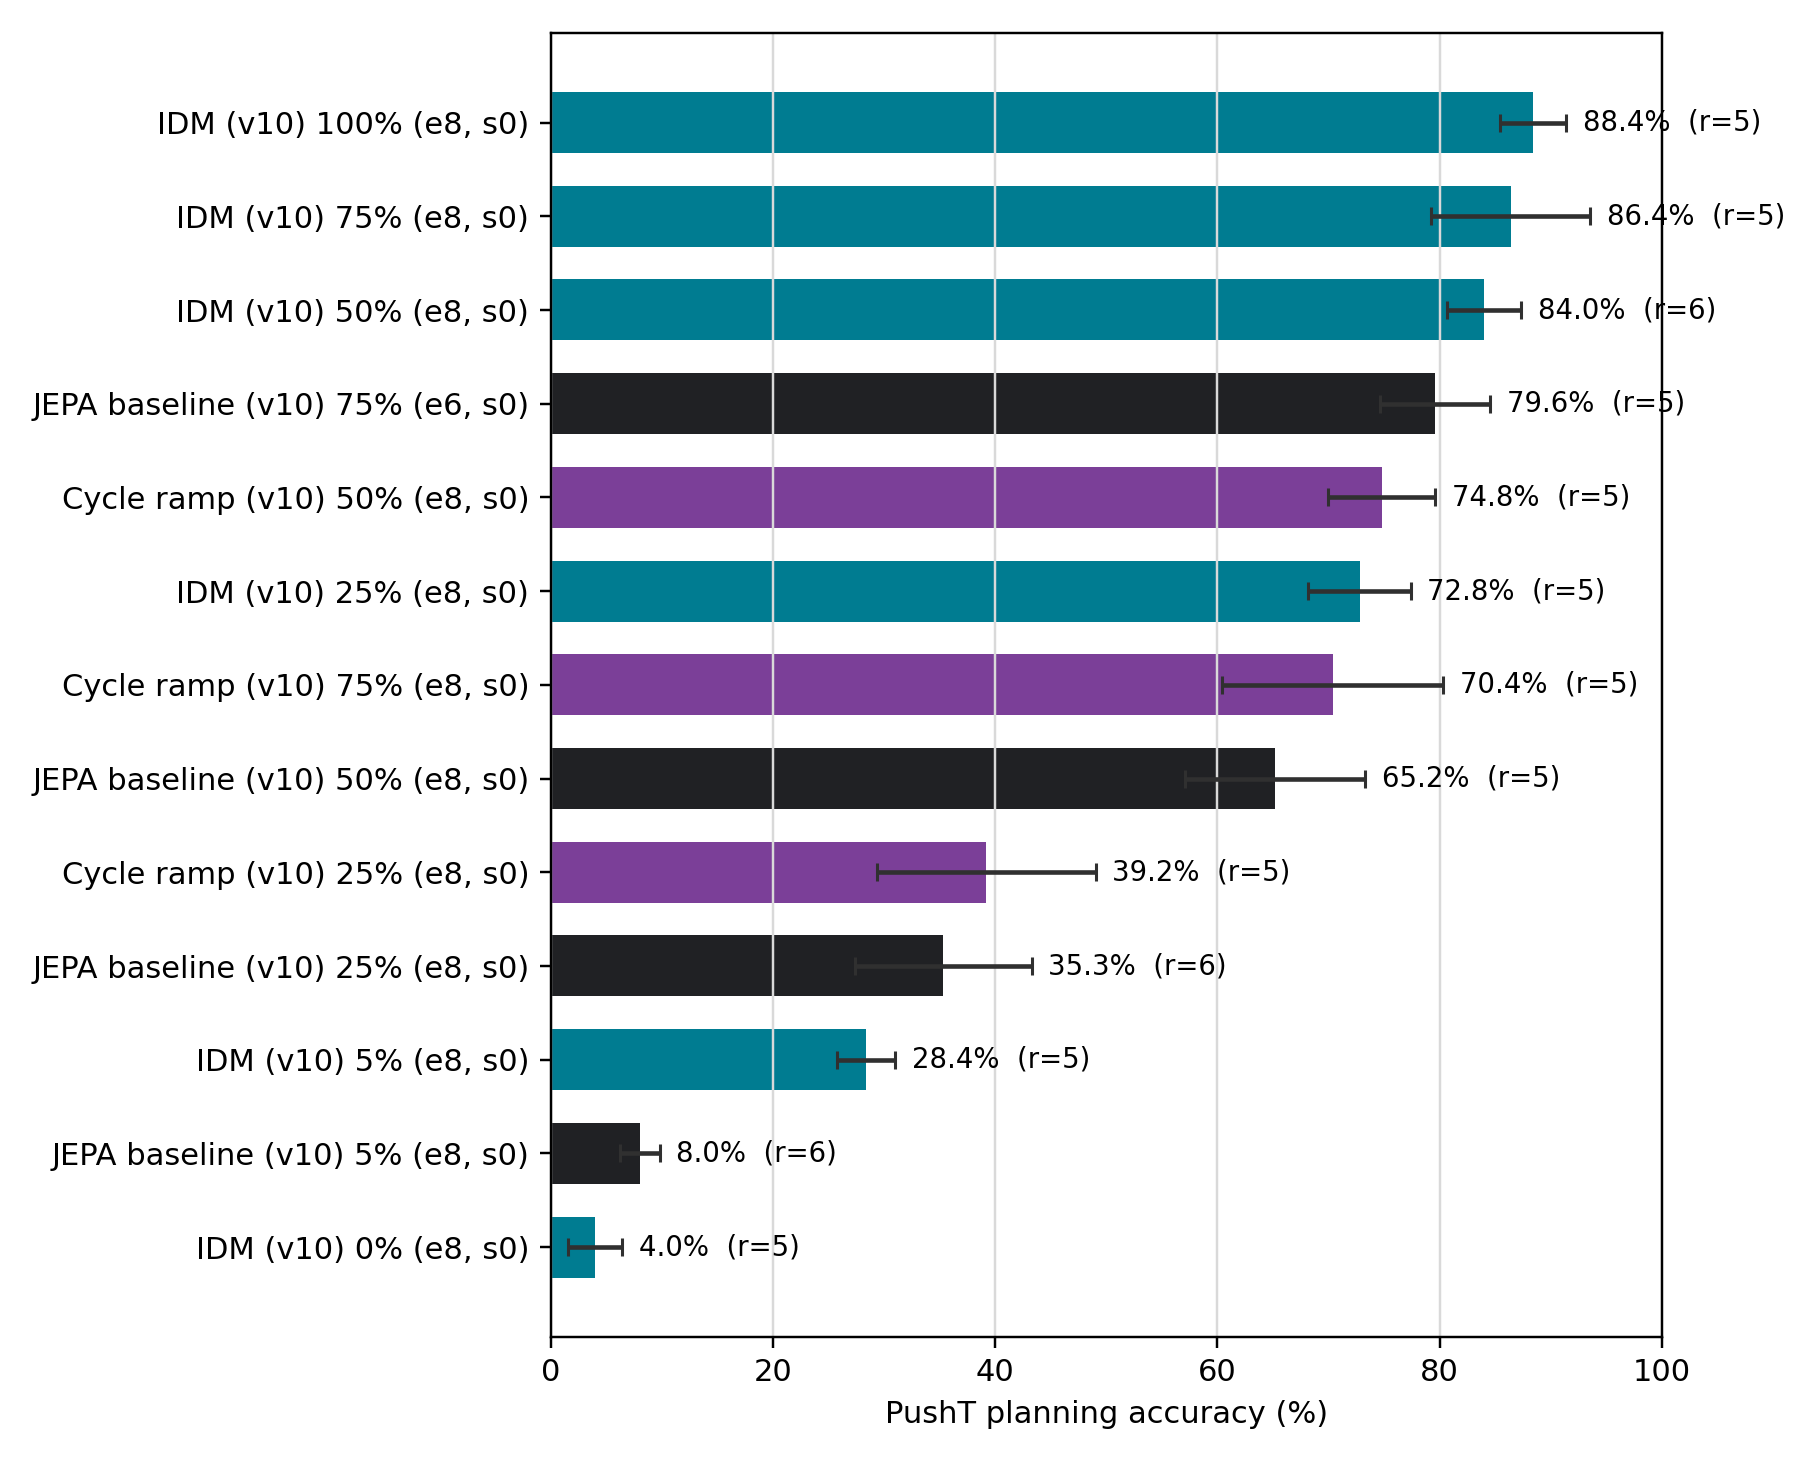 IDM (v10) 100% (e8, s0) 88.4% (r=5)
IDM (v10) 75% (e8, s0) 86.4% (r=5)
IDM (v10) 50% (e8, s0) 84.0% (r=6)
JEPA baseline (v10) 75% (e6, s0) 79.6% (r=5)
Cycle ramp (v10) 50% (e8, s0) 74.8% (r=5)
IDM (v10) 25% (e8, s0) 72.8% (r=5)
Cycle ramp (v10) 75% (e8, s0) 70.4% (r=5)
JEPA baseline (v10) 50% (e8, s0) 65.2% (r=5)
Cycle ramp (v10) 25% (e8, s0) 39.2% (r=5)
JEPA baseline (v10) 25% (e8, s0) 35.3% (r=6)
IDM (v10) 5% (e8, s0) 28.4% (r=5)
JEPA baseline (v10) 5% (e8, s0) 8.0% (r=6)
IDM (v10) 0% (e8, s0) 4.0% (r=5)
0 20 40 60 80 100
PushT planning accuracy (%)